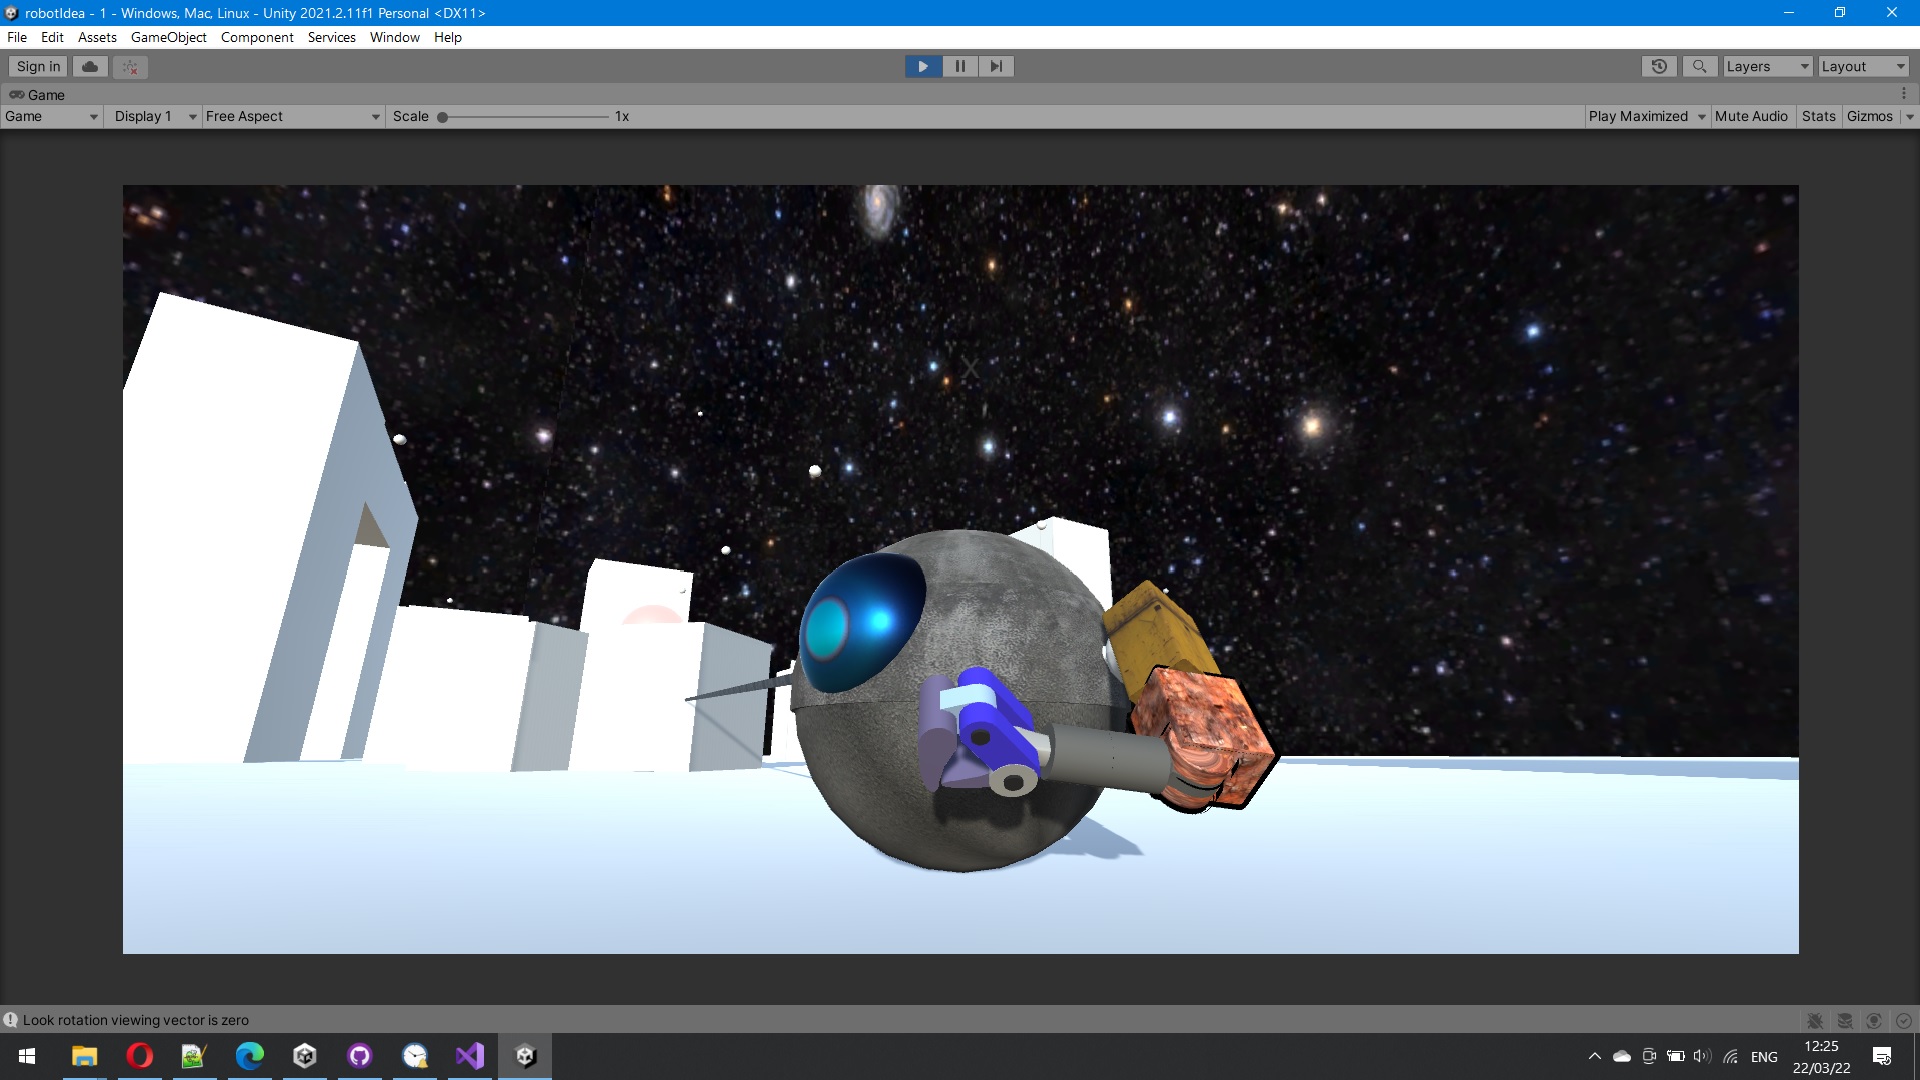 robotIdea - 1 - Windows, Mac, Linux - Unity 2021.2.11f1 Personal <DX11>
File Edit Assets GameObject Component Services Window Help
Sign in Layers Layout
Game
Game Display 1 Free Aspect Scale 1x Play Maximized Mute Audio Stats Gizmos
X
Look rotation viewing vector is zero
ENG
12:25
22/03/22